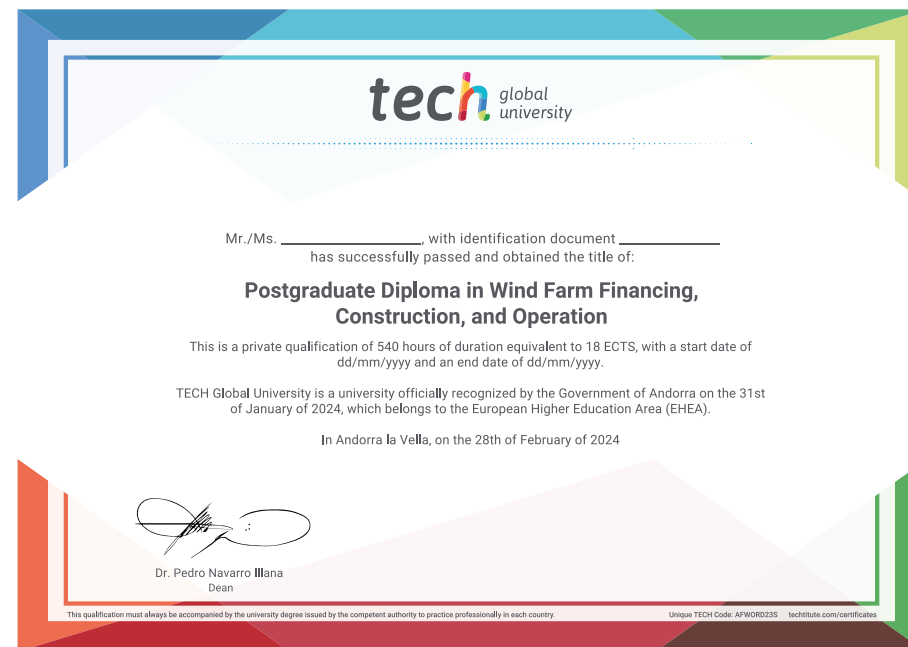 tech global
university
Mr./Ms. ____________________, with identification document ______________
has successfully passed and obtained the title of:
Postgraduate Diploma in Wind Farm Financing,
Construction, and Operation
This is a private qualification of 540 hours of duration equivalent to 18 ECTS, with a start date of
dd/mm/yyyy and an end date of dd/mm/yyyy.
TECH Global University is a university officially recognized by the Government of Andorra on the 31st
of January of 2024, which belongs to the European Higher Education Area (EHEA).
In Andorra la Vella, on the 28th of February of 2024
Dr. Pedro Navarro Illana
Dean
This qualification must always be accompanied by the university degree issued by the competent authority to practice professionally in each country. Unique TECH Code: AFWORD23S techtitute.com/certificates